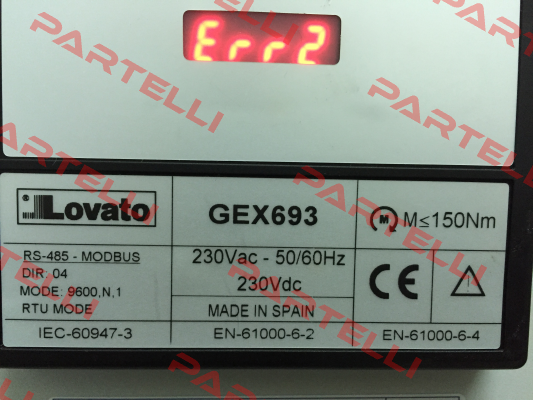 Err2
® Lovato
GEX693
M M≤150Nm
RS-485 - MODBUS
DIR: 04
MODE: 9600,N,1
RTU MODE
230Vac - 50/60Hz
230Vdc
CE
MADE IN SPAIN
IEC-60947-3
EN-61000-6-2
EN-61000-6-4
PARTELLI
PARTELLI
PARTELLI
PARTELLI
PARTELLI